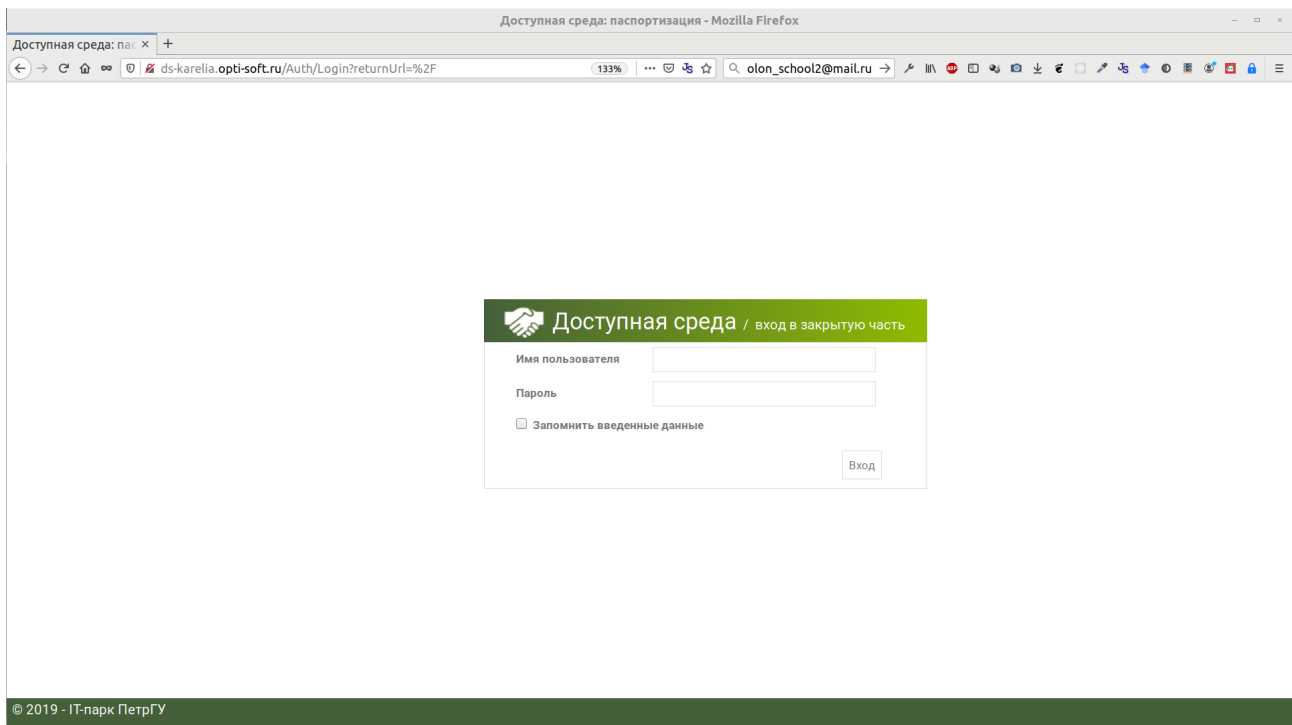 Доступная среда: паспортизация - Mozilla Firefox
Доступная среда: пас
ds-karelia.opti-soft.ru/Auth/Login?returnUrl=%2F
133%
olon_school2@mail.ru
ABP
Доступная среда / вход в закрытую часть
Имя пользователя
Пароль
Запомнить введенные данные
Вход
© 2019 - IT-парк ПетрГУ